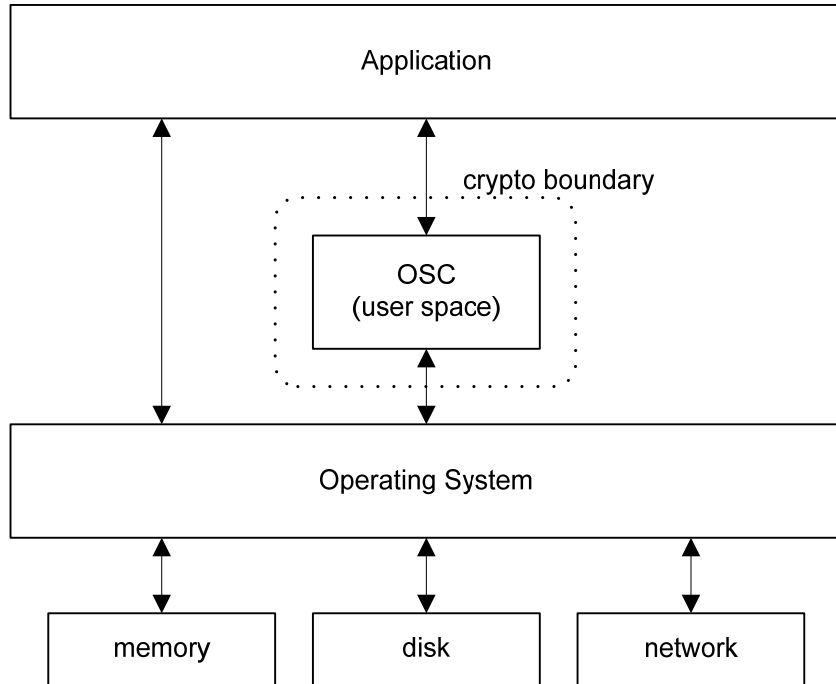 Application
crypto boundary
OSC
(user space)
Operating System
memory
disk
network